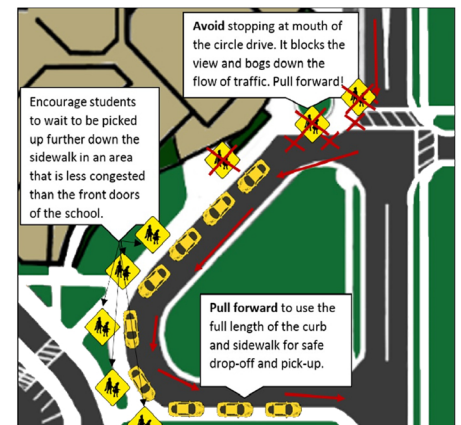 Avoid stopping at mouth of
the circle drive. It blocks the
view and bogs down the
flow of traffic. Pull forward!
Encourage students
to wait to be picked
up further down the
sidewalk in an area
that is less congested
than the front doors
of the school.
Pull forward to use the
full length of the curb
and sidewalk for safe
drop-off and pick-up.